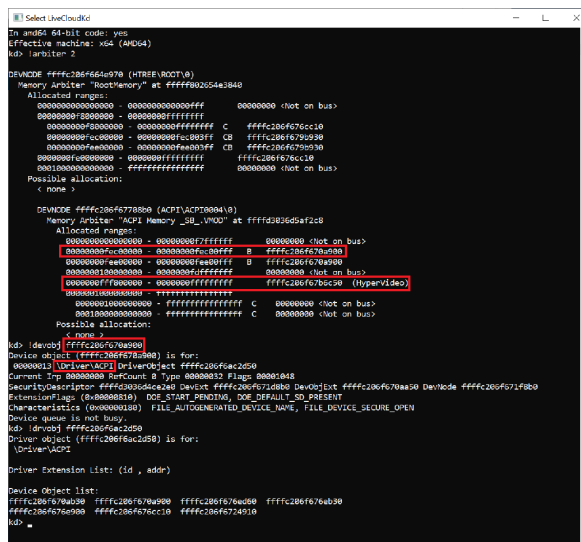 Select LiveCloudKd
In amd64 64-bit code: yes
Effective machine: x64 (AMD64)
kd> !arbiter 2
DEVNODE ffffc206f664e970 (HTREE\ROOT\0)
Memory Arbiter "RootMemory" at fffff802654e3840
Allocated ranges:
0000000000000000 - 0000000000000fff 00000000 <Not on bus>
00000000f8000000 - 00000000ffffffff
00000000f8000000 - 00000000ffffffff C ffffc206f676cc10
00000000fec00000 - 00000000fec003ff CB ffffc206f679b930
00000000fee00000 - 00000000fee003ff CB ffffc206f679b930
00000000fe0000000 - 0000000fffffffff ffffc206f676cc10
0001000000000000 - ffffffffffffffff 00000000 <Not on bus>
Possible allocation:
< none >
DEVNODE ffffc206f67708b0 (ACPI\ACPI0004\0)
Memory Arbiter "ACPI Memory _SB_.VMOD" at ffffd3036d5af2c8
Allocated ranges:
0000000000000000 - 00000000f7ffffff 00000000 <Not on bus>
00000000fec00000 - 00000000fec00fff B ffffc206f670a900
00000000fee00000 - 00000000fee00fff B ffffc206f670a900
0000000100000000 - 0000000fdfffffff 00000000 <Not on bus>
0000000fff800000 - 0000000fffffffff ffffc206f67b6c50 (HyperVideo)
0000001000000000 - ffffffffffffffff
0000001000000000 - ffffffffffffffff C 00000000 <Not on bus>
0001000000000000 - ffffffffffffffff C 00000000 <Not on bus>
Possible allocation:
< none >
kd> !devobj ffffc206f670a900
Device object (ffffc206f670a900) is for:
00000013 \Driver\ACPI DriverObject ffffc206f6ac2d50
Current Irp 00000000 RefCount 0 Type 00000032 Flags 00001048
SecurityDescriptor ffffd3036d4ce2e0 DevExt ffffc206f671d8b0 DevObjExt ffffc206f670aa50 DevNode ffffc206f671f8b0
ExtensionFlags (0x00000810) DOE_START_PENDING, DOE_DEFAULT_SD_PRESENT
Characteristics (0x00000180) FILE_AUTOGENERATED_DEVICE_NAME, FILE_DEVICE_SECURE_OPEN
Device queue is not busy.
kd> !drvobj ffffc206f6ac2d50
Driver object (ffffc206f6ac2d50) is for:
\Driver\ACPI
Driver Extension List: (id , addr)
Device Object list:
ffffc206f670ab30 ffffc206f670a900 ffffc206f676ed60 ffffc206f676eb30
ffffc206f676e900 ffffc206f676cc10 ffffc206f6724910
kd>